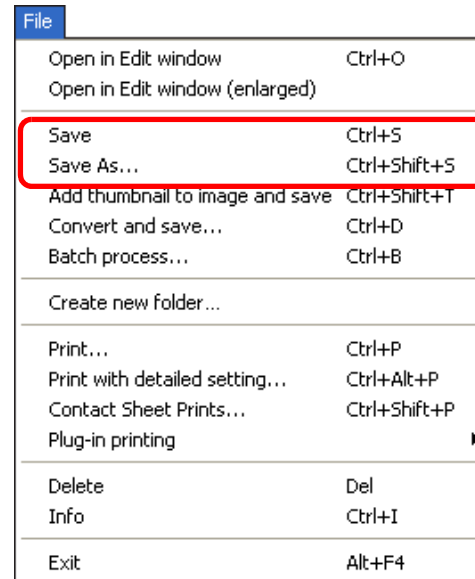 File
Open in Edit window Ctrl+O
Open in Edit window (enlarged)
Save Ctrl+S
Save As... Ctrl+Shift+S
Add thumbnail to image and save Ctrl+Shift+T
Convert and save... Ctrl+D
Batch process... Ctrl+B
Create new folder...
Print... Ctrl+P
Print with detailed setting... Ctrl+Alt+P
Contact Sheet Prints... Ctrl+Shift+P
Plug-in printing
Delete Del
Info Ctrl+I
Exit Alt+F4